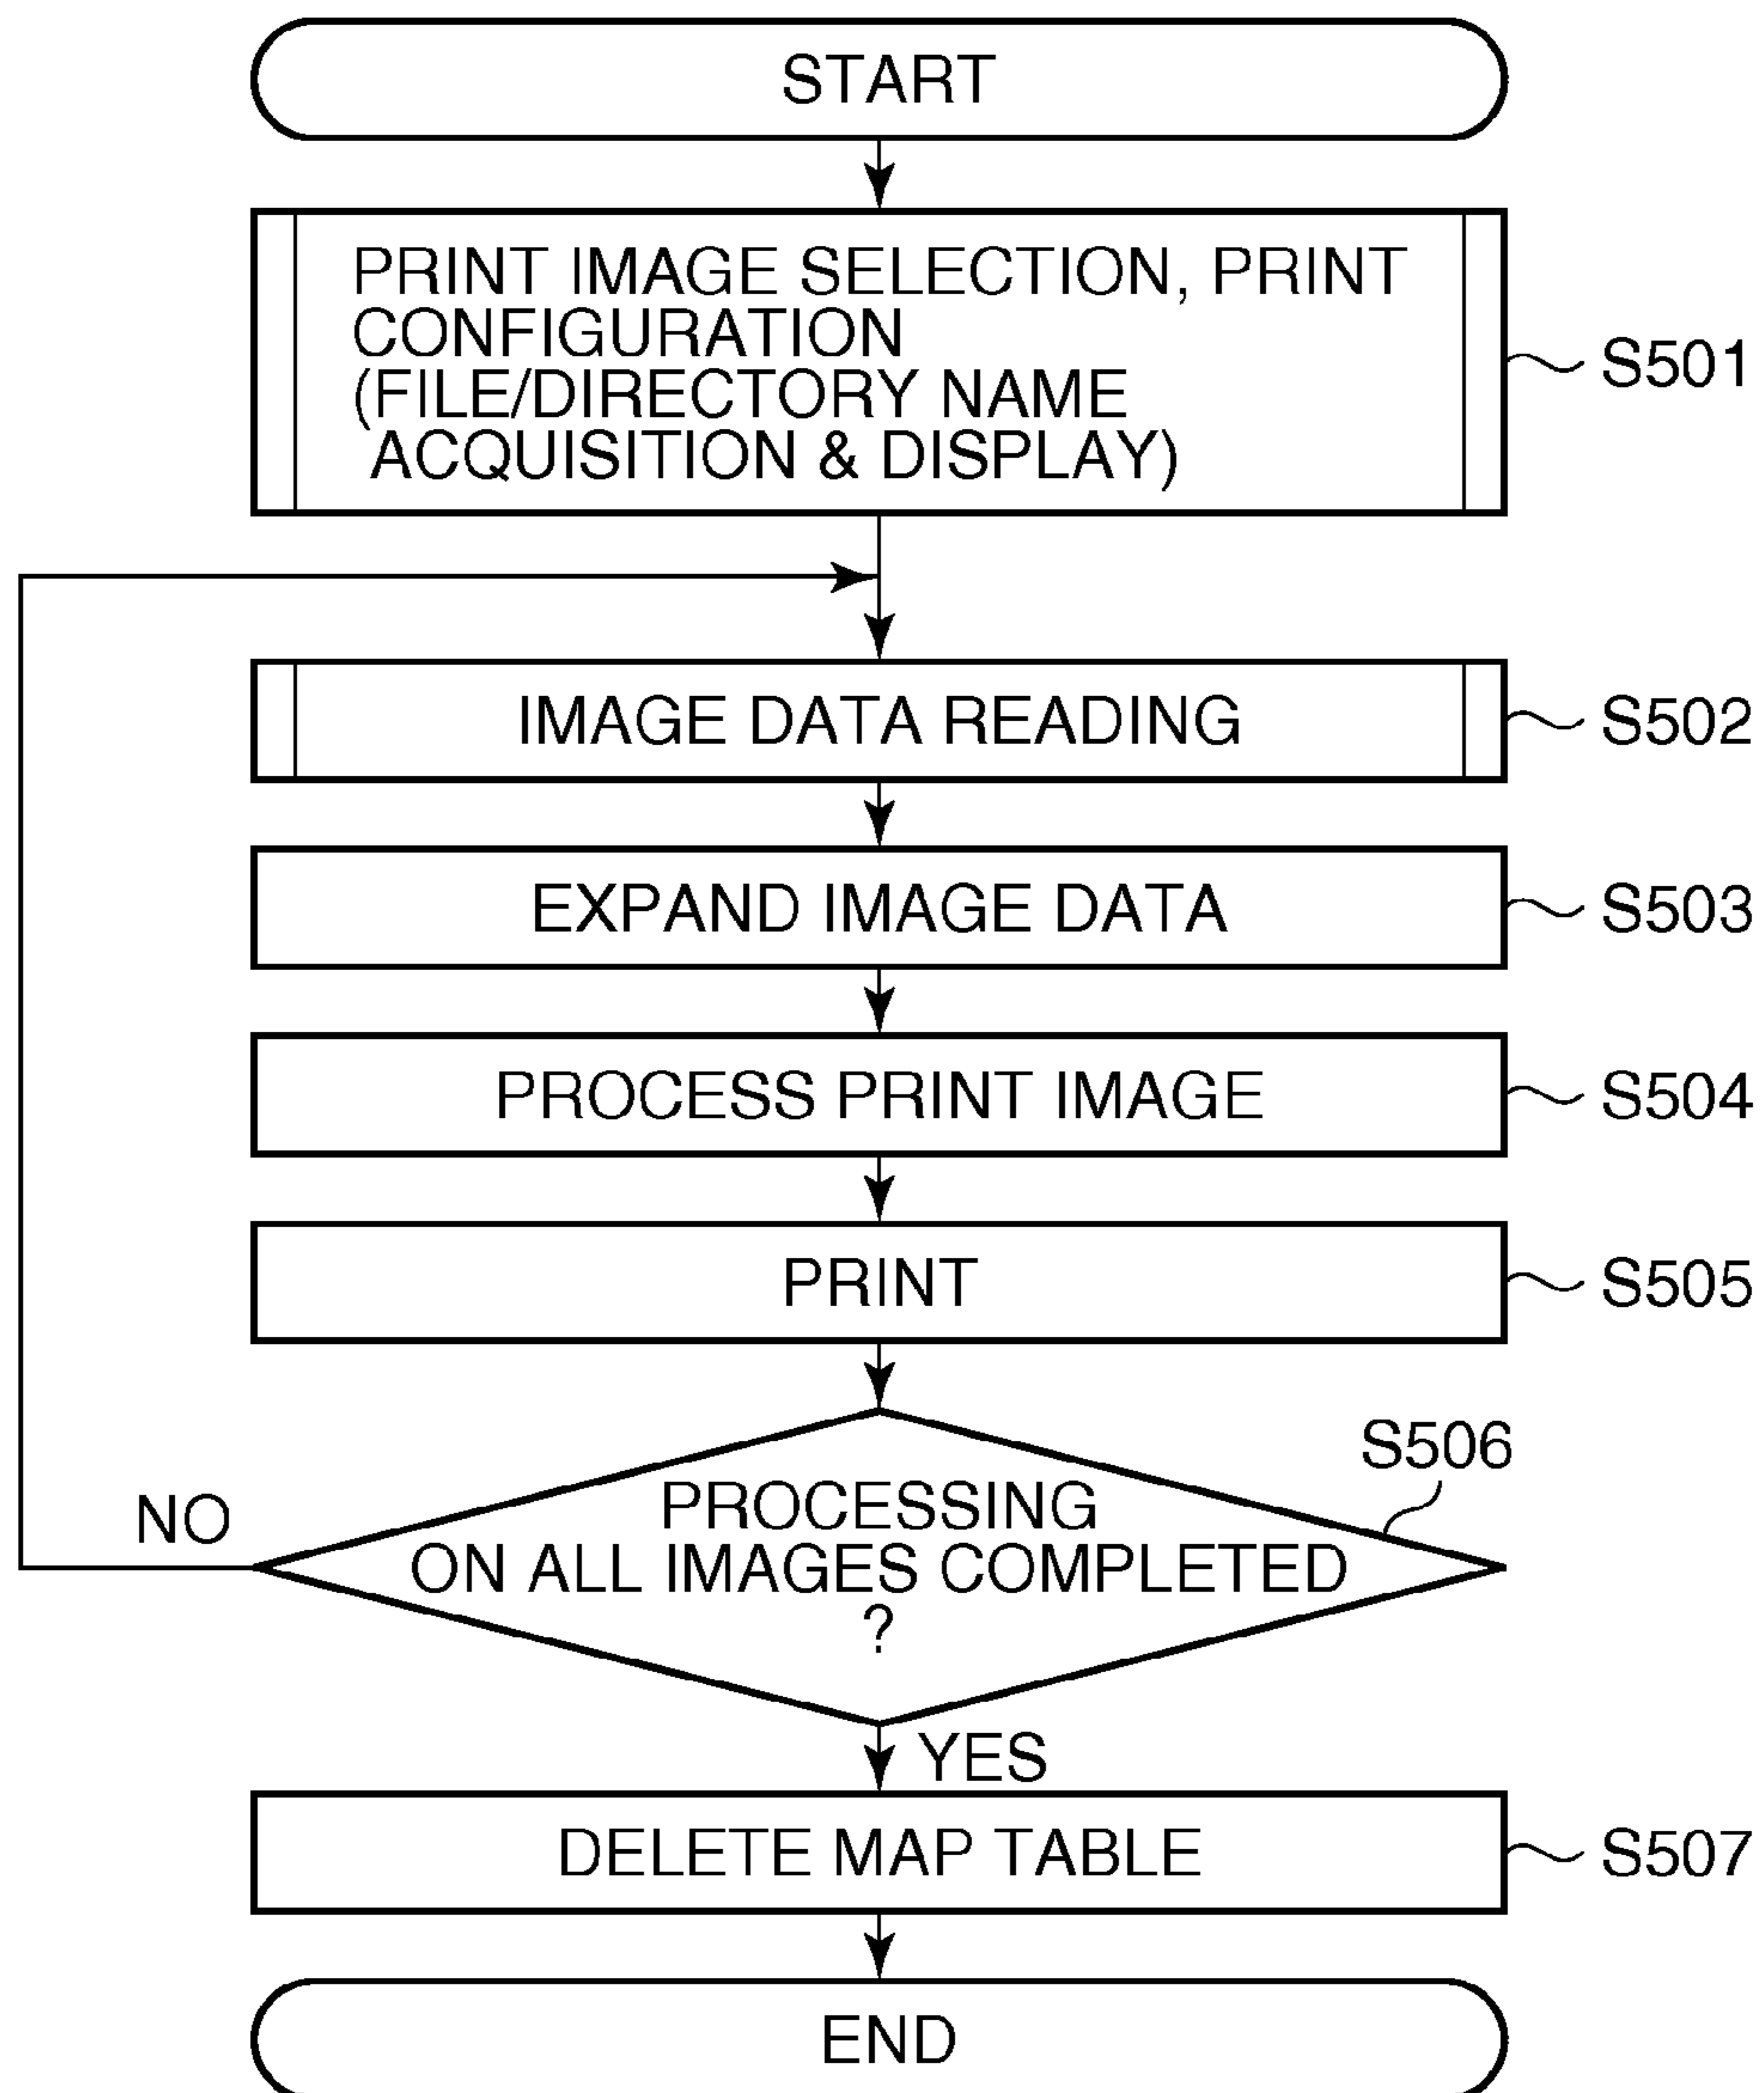 START
PRINT IMAGE SELECTION, PRINT
CONFIGURATION
(FILE/DIRECTORY NAME
ACQUISITION & DISPLAY)
S501
IMAGE DATA READING
S502
EXPAND IMAGE DATA
S503
PROCESS PRINT IMAGE
S504
PRINT
S505
S506
NO
PROCESSING
ON ALL IMAGES COMPLETED
?
YES
DELETE MAP TABLE
S507
END